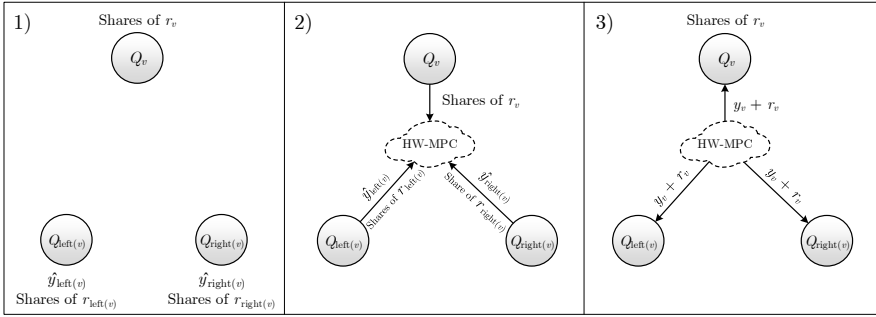 1)
Shares of r_v
Q_v
Q_left(v)
Q_right(v)
ŷ_left(v)
Shares of r_left(v)
ŷ_right(v)
Shares of r_right(v)
2)
Q_v
Shares of r_v
HW-MPC
ŷ_left(v)
Shares of r_left(v)
ŷ_right(v)
Share of r_right(v)
Q_left(v)
Q_right(v)
3)
Shares of r_v
Q_v
y_v + r_v
HW-MPC
y_v + r_v
y_v + r_v
Q_left(v)
Q_right(v)